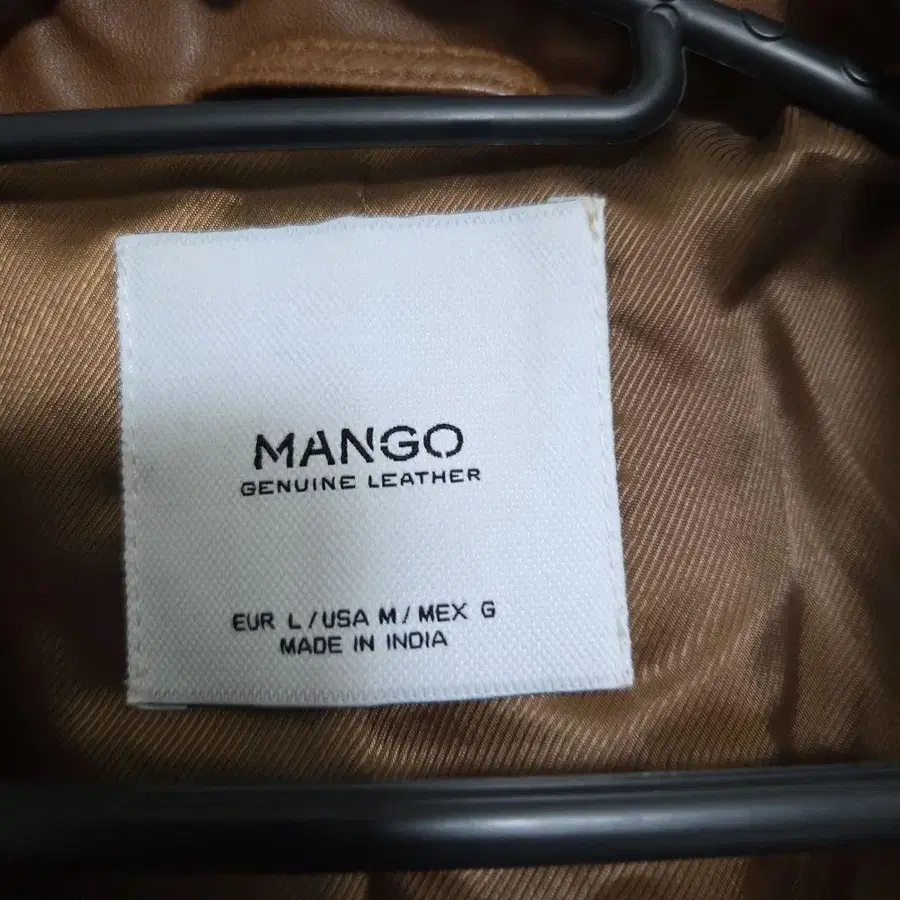 MANGO
GENUINE LEATHER
EUR L / USA M / MEX G
MADE IN INDIA